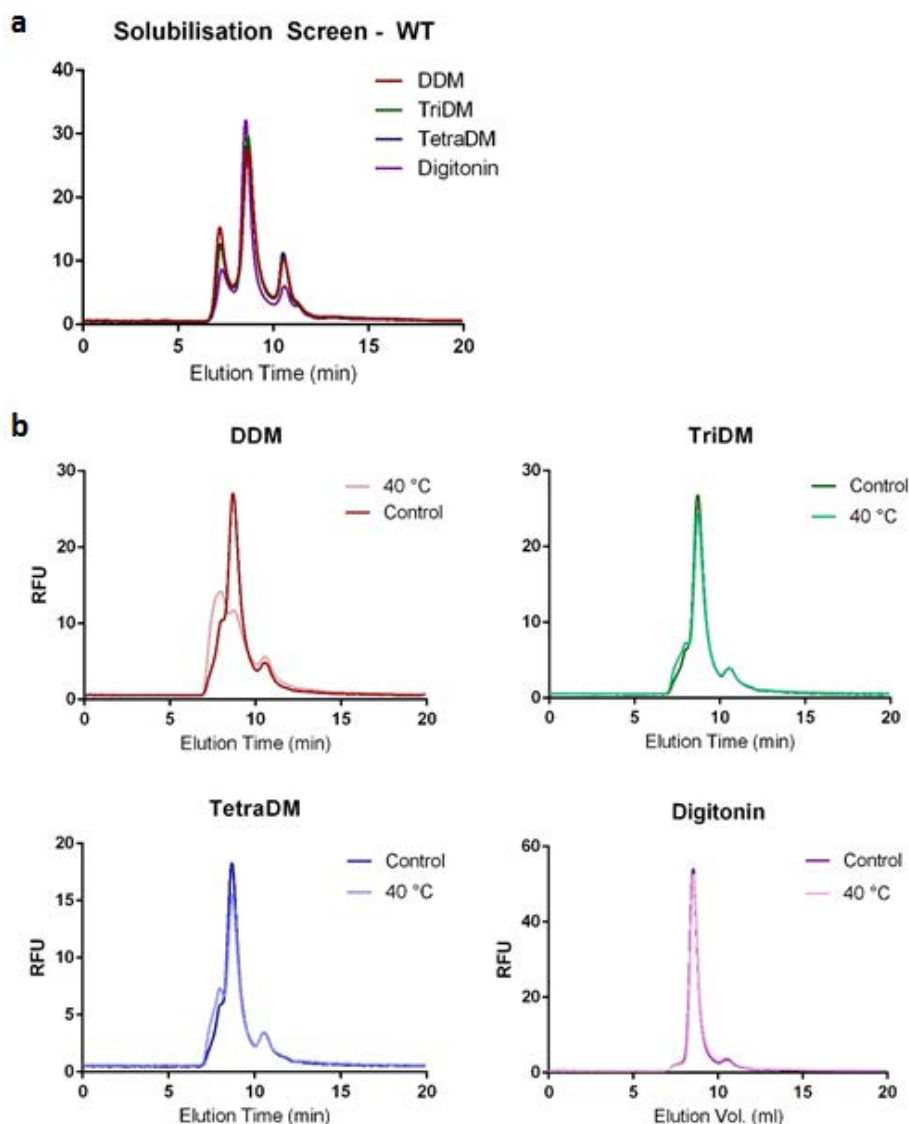 a
Solubilisation Screen - WT
40
30
20
10
0
0 5 10 15 20
Elution Time (min)
DDM
TriDM
TetraDM
Digitonin
b
DDM
30
20
10
0
RFU
0 5 10 15 20
Elution Time (min)
40 °C
Control
TriDM
30
20
10
0
RFU
0 5 10 15 20
Elution Time (min)
Control
40 °C
TetraDM
20
15
10
5
0
RFU
0 5 10 15 20
Elution Time (min)
Control
40 °C
Digitonin
60
40
20
0
RFU
0 5 10 15 20
Elution Vol. (ml)
Control
40 °C